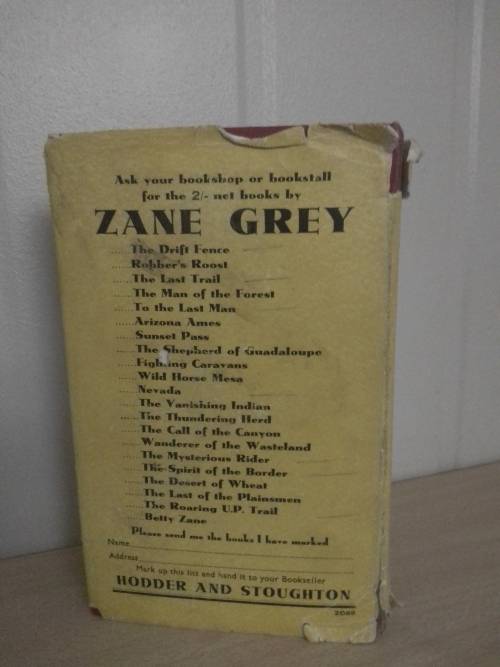 Ask your bookshop or bookstall
for the 2/- net books by
ZANE GREY
......The Drift Fence
......Robber's Roost
......The Last Trail
......The Man of the Forest
......To the Last Man
......Arizona Ames
......Sunset Pass
......The Shepherd of Guadaloupe
......Fighting Caravans
......Wild Horse Mesa
......Nevada
......The Vanishing Indian
......The Thundering Herd
......The Call of the Canyon
......Wanderer of the Wasteland
......The Mysterious Rider
......The Spirit of the Border
......The Desert of Wheat
......The Last of the Plainsmen
......The Roaring U.P. Trail
......Betty Zane
Please send me the books I have marked
Name
Address
Mark up this list and hand it to your Bookseller
HODDER AND STOUGHTON